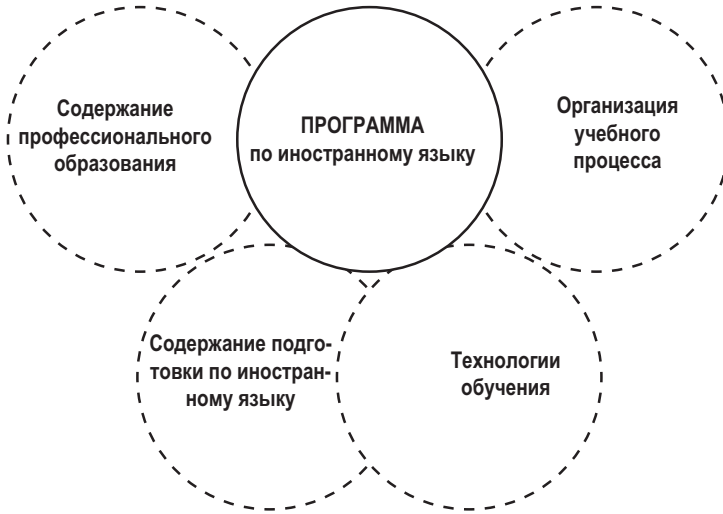 Содержание
профессионального
образования
ПРОГРАММА
по иностранному языку
Организация
учебного
процесса
Содержание подго-
товки по иностран-
ному языку
Технологии
обучения